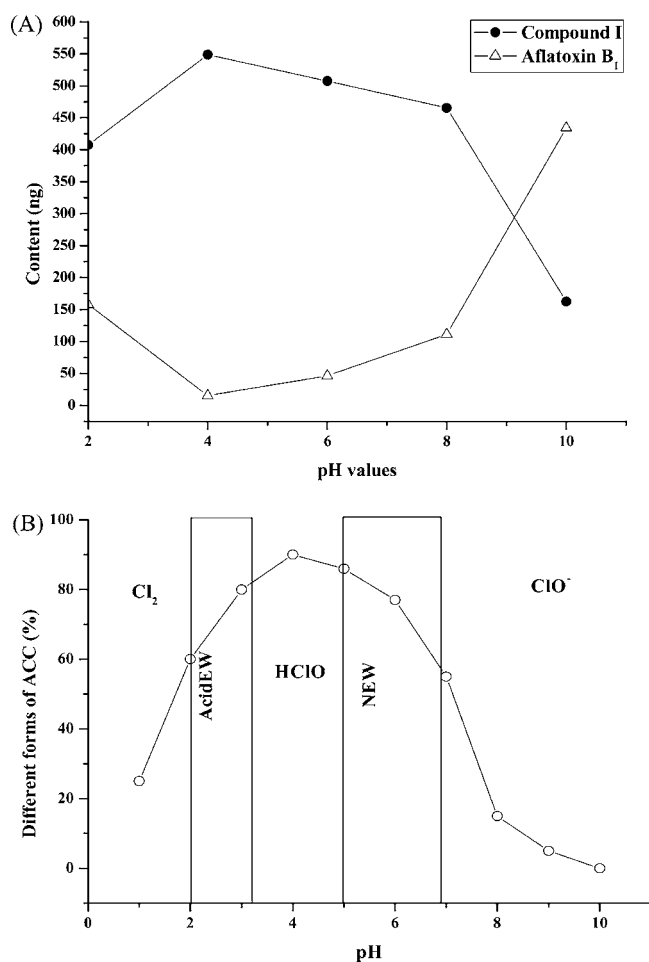 (A)
600
550
500
450
400
350
300
250
200
150
100
50
0
Content (ng)
Compound I
Aflatoxin B₁
2 4 6 8 10
pH values
(B)
100
80
60
40
20
0
Different forms of ACC (%)
Cl₂
AcidEW
HClO
NEW
ClO⁻
0 2 4 6 8 10
pH